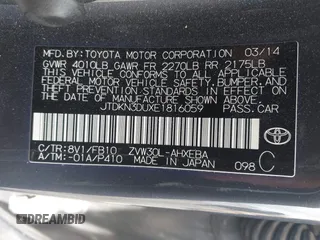 MFD. BY: TOYOTA MOTOR CORPORATION 03/14
GVWR 4010LB GAWR FR 2270LB RR 2175LB
THIS VEHICLE CONFORMS TO ALL APPLICABLE
FEDERAL MOTOR VEHICLE SAFETY, BUMPER, AND
THEFT PREVENTION STANDARDS IN EFFECT ON
THE DATE OF MANUFACTURE SHOWN ABOVE.
JTDKN3DUXE1816059 PASS.CAR
C/TR: 8V1/FB10 ZVW30L-AHXEBA
A/TM: -01A/P410 MADE IN JAPAN
098 C
DREAMBID